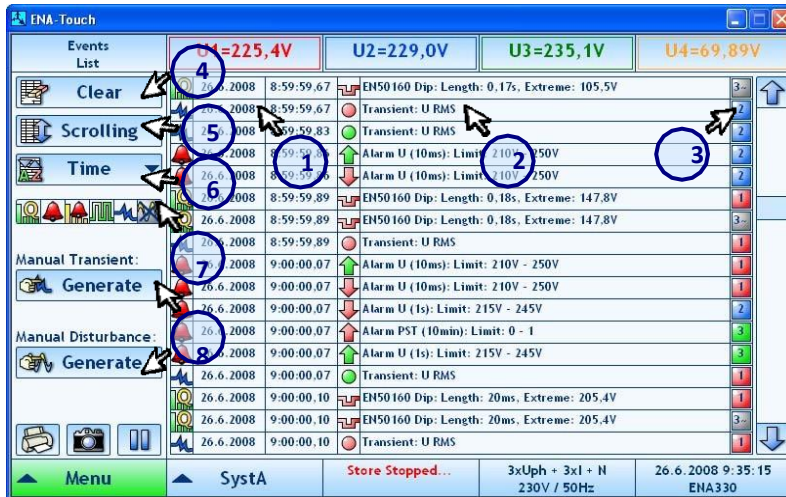 ENA-Touch
Events
List
U1=225,4V
U2=229,0V
U3=235,1V
U4=69,89V
Clear
Scrolling
Time
Manual Transient:
Generate
Manual Disturbance:
Generate
26.6.2008 8:59:59,67 EN50160 Dip: Length: 0,17s, Extreme: 105,5V 3~
26.6.2008 8:59:59,67 Transient: U RMS 2
26.6.2008 8:59:59,83 Transient: U RMS 2
26.6.2008 Alarm U (10ms): Limit: 210V - 250V 2
26.6.2008 Alarm U (10ms): Limit: 210V - 250V 2
26.6.2008 8:59:59,89 EN50160 Dip: Length: 0,18s, Extreme: 147,8V 1
26.6.2008 8:59:59,89 EN50160 Dip: Length: 0,18s, Extreme: 147,8V 3~
26.6.2008 8:59:59,89 Transient: U RMS 1
26.6.2008 9:00:00,07 Alarm U (10ms): Limit: 210V - 250V 1
26.6.2008 9:00:00,07 Alarm U (10ms): Limit: 210V - 250V 1
26.6.2008 9:00:00,07 Alarm U (1s): Limit: 215V - 245V 2
26.6.2008 9:00:00,07 Alarm PST (10min): Limit: 0 - 1 3
26.6.2008 9:00:00,07 Alarm U (1s): Limit: 215V - 245V 3
26.6.2008 9:00:00,07 Transient: U RMS 1
26.6.2008 9:00:00,10 EN50160 Dip: Length: 20ms, Extreme: 205,4V 1
26.6.2008 9:00:00,10 EN50160 Dip: Length: 20ms, Extreme: 205,4V 3~
26.6.2008 9:00:00,10 Transient: U RMS 1
1
2
3
4
5
6
7
8
Menu
SystA
Store Stopped...
3xUph + 3xI + N
230V / 50Hz
26.6.2008 9:35:15
ENA330